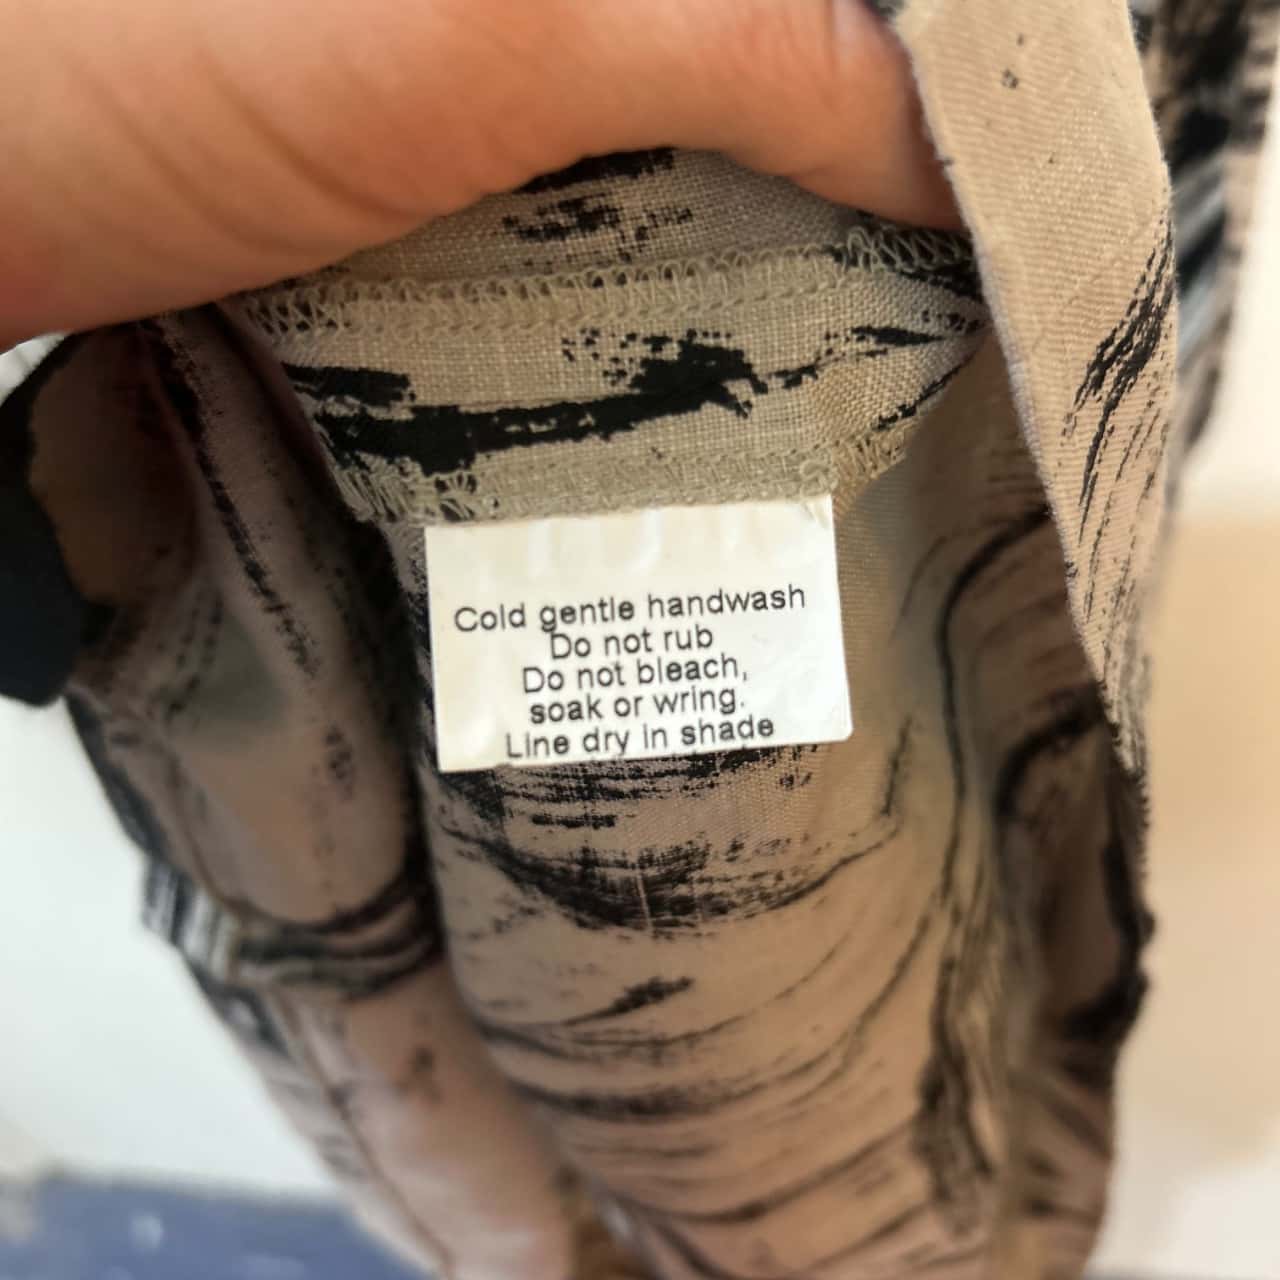 Cold gentle handwash
Do not rub
Do not bleach,
soak or wring.
Line dry in shade